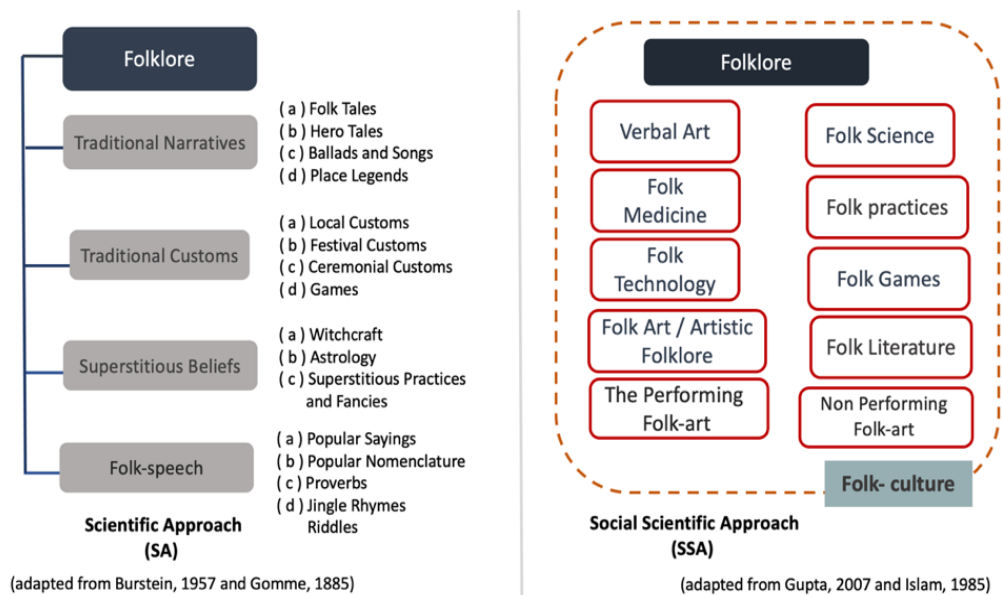 Folklore
Traditional Narratives
( a ) Folk Tales
( b ) Hero Tales
( c ) Ballads and Songs
( d ) Place Legends
Traditional Customs
( a ) Local Customs
( b ) Festival Customs
( c ) Ceremonial Customs
( d ) Games
Superstitious Beliefs
( a ) Witchcraft
( b ) Astrology
( c ) Superstitious Practices
and Fancies
Folk-speech
( a ) Popular Sayings
( b ) Popular Nomenclature
( c ) Proverbs
( d ) Jingle Rhymes
Riddles
Scientific Approach
(SA)
(adapted from Burstein, 1957 and Gomme, 1885)
Folklore
Verbal Art
Folk
Medicine
Folk
Technology
Folk Art / Artistic
Folklore
The Performing
Folk-art
Folk Science
Folk practices
Folk Games
Folk Literature
Non Performing
Folk-art
Folk- culture
Social Scientific Approach
(SSA)
(adapted from Gupta, 2007 and Islam, 1985)